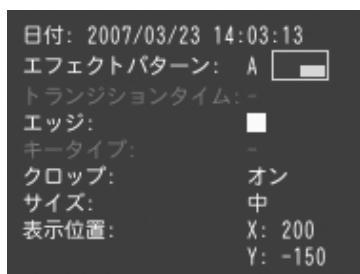 日付: 2007/03/23 14:03:13
エフェクトパターン: A
トランジションタイム: -
エッジ:
キータイプ: -
クロップ: オン
サイズ: 中
表示位置: X: 200
Y: -150